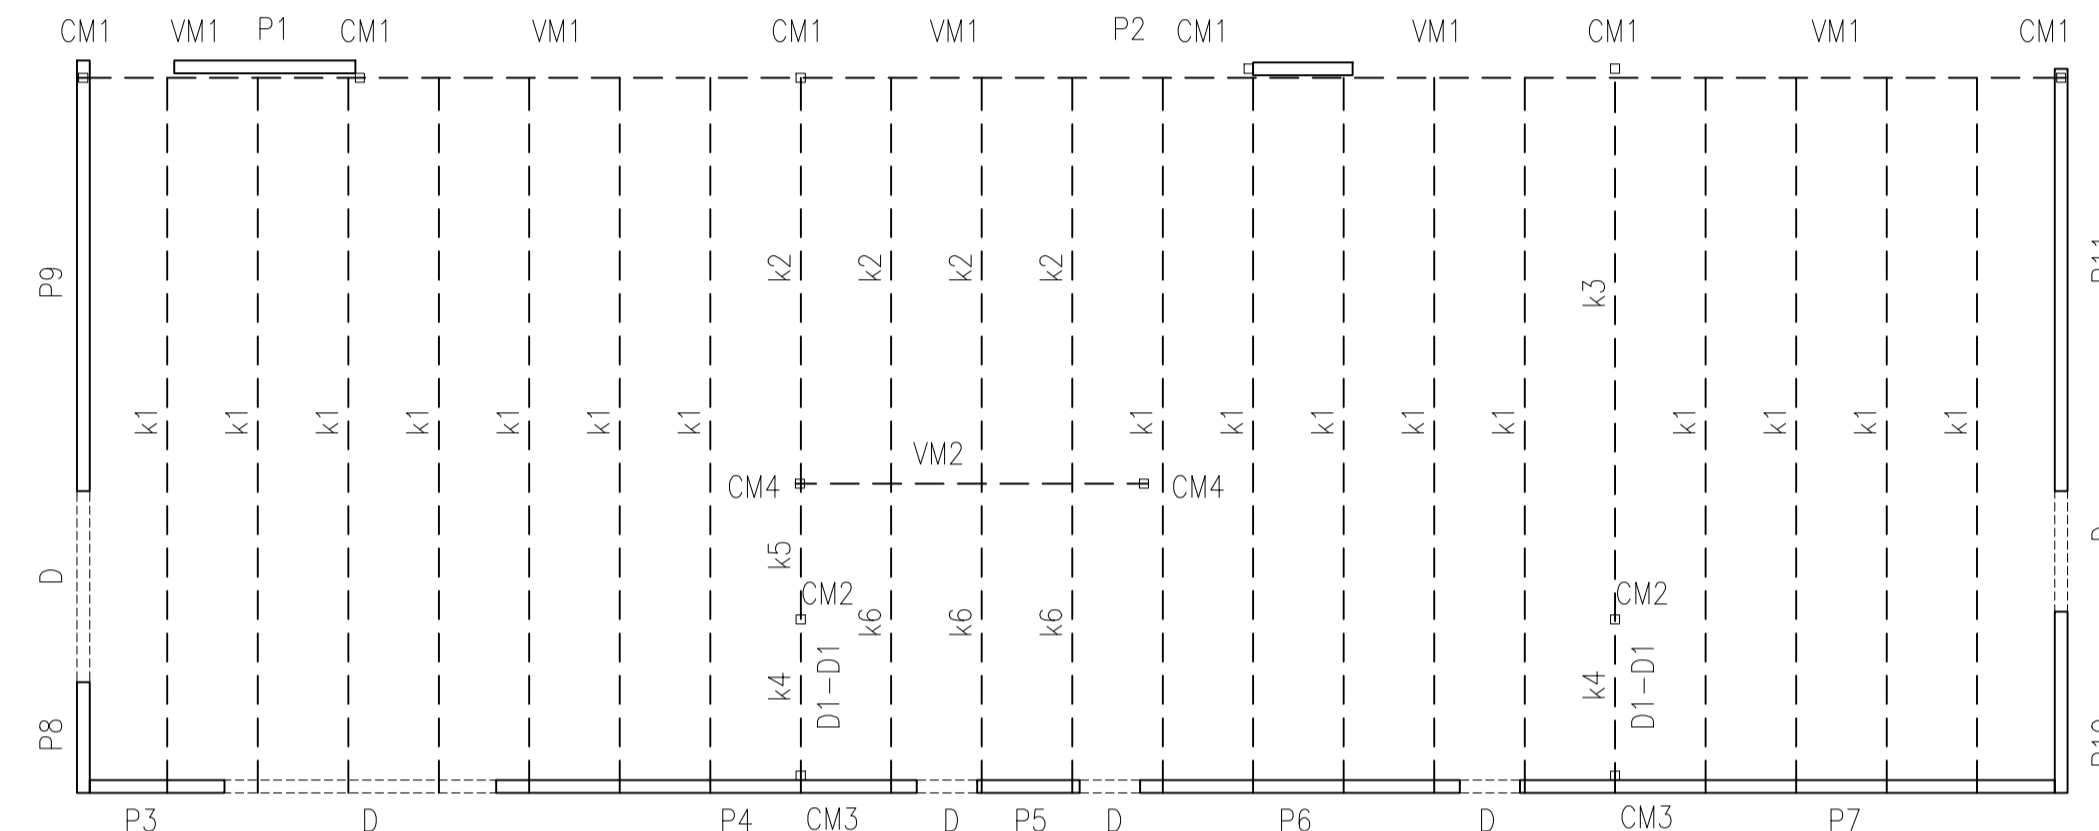 CM1 VM1 P1 CM1 VM1 CM1 VM1 P2 CM1 VM1 CM1 VM1 CM1
P9 k2 k2 k2 k2 k3 P11
k1 k1 k1 k1 k1 k1 k1 k1 k1 k1 k1 k1 k1 k1 k1 k1
VM2
CM4 CM4
D k5 D
CM2 CM2
k6 k6 k6
P8 k4 D1-D1 k4 D1-D1 P10
P3 D P4 CM3 D P5 D P6 D CM3 P7